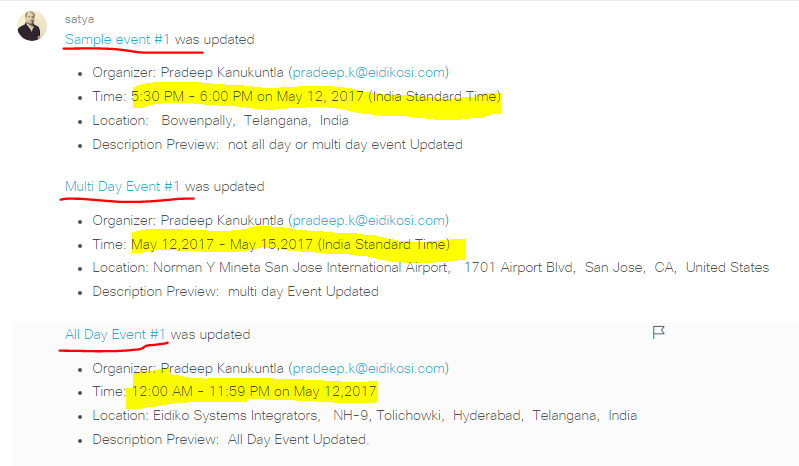 satya
Sample event #1 was updated
Organizer: Pradeep Kanukuntla (pradeep.k@eidikosi.com)
Time: 5:30 PM - 6:00 PM on May 12, 2017 (India Standard Time)
Location: Bowenpally, Telangana, India
Description Preview: not all day or multi day event Updated
Multi Day Event #1 was updated
Organizer: Pradeep Kanukuntla (pradeep.k@eidikosi.com)
Time: May 12,2017 - May 15,2017 (India Standard Time)
Location: Norman Y Mineta San Jose International Airport, 1701 Airport Blvd, San Jose, CA, United States
Description Preview: multi day Event Updated
All Day Event #1 was updated
Organizer: Pradeep Kanukuntla (pradeep.k@eidikosi.com)
Time: 12:00 AM - 11:59 PM on May 12,2017
Location: Eidiko Systems Integrators, NH-9, Tolichowki, Hyderabad, Telangana, India
Description Preview: All Day Event Updated.